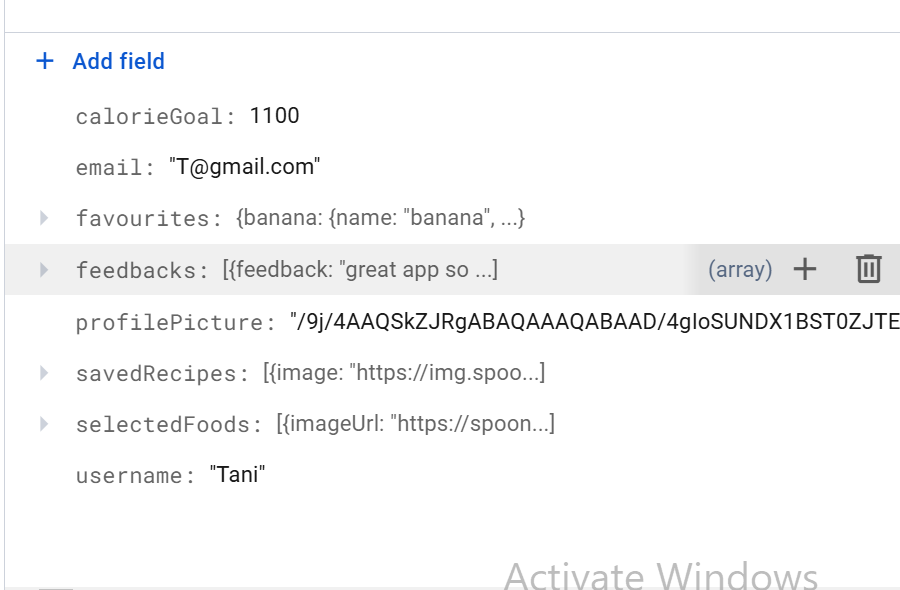 + Add field
calorieGoal: 1100
email: "T@gmail.com"
favourites: {banana: {name: "banana", ...}
feedbacks: [{feedback: "great app so ...] (array)
profilePicture: "/9j/4AAQSkZJRgABAQAAAQABAAD/4gIoSUNDX1BST0ZJTE
savedRecipes: [{image: "https://img.spoo...]
selectedFoods: [{imageUrl: "https://spoon...]
username: "Tani"
Activate Windows